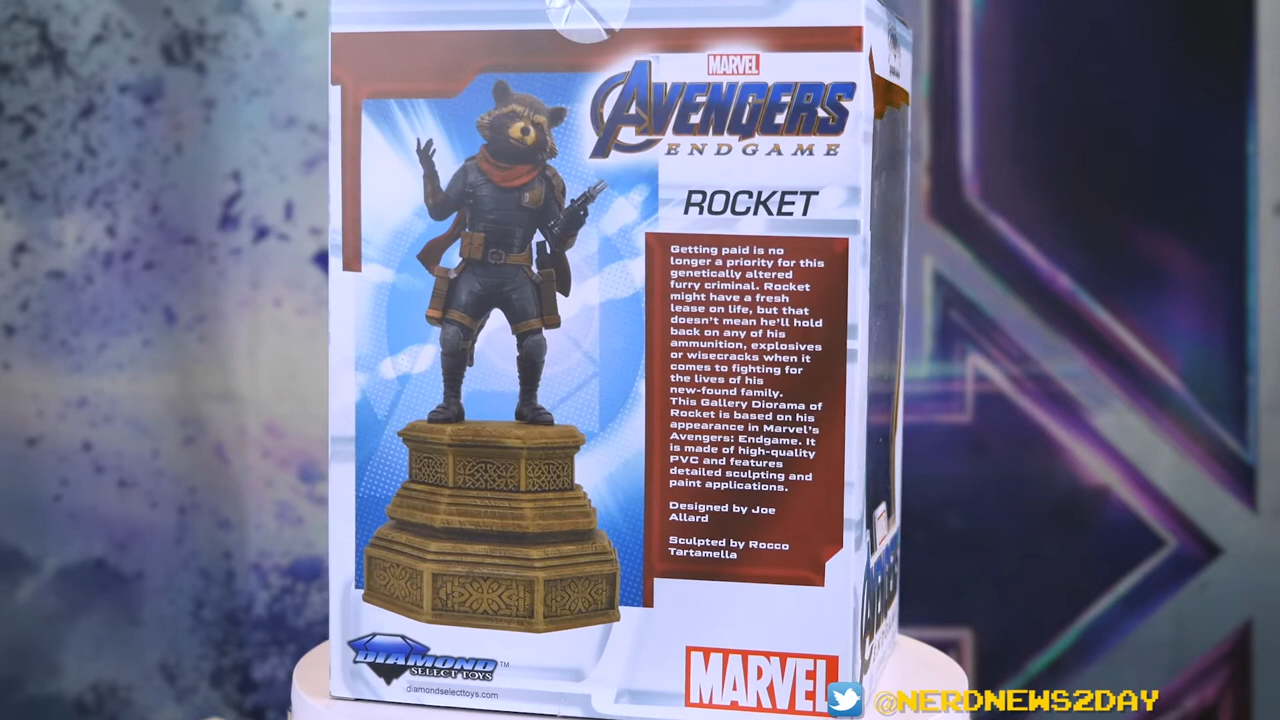 MARVEL
AVENGERS
ENDGAME
ROCKET
Getting paid is no
longer a priority for this
genetically altered
furry criminal. Rocket
might have a fresh
lease on life, but that
doesn't mean he'll hold
back on any of his
ammunition, explosives
or wisecracks when it
comes to fighting for
the lives of his
new-found family.
This Gallery Diorama of
Rocket is based on his
appearance in Marvel's
Avengers: Endgame. It
is made of high-quality
PVC and features
detailed sculpting and
paint applications.
Designed by Joe
Allard
Sculpted by Rocco
Tartamella
DIAMOND
SELECT TOYS™
diamondselecttoys.com
MARVEL
@NERDNEWS2DAY